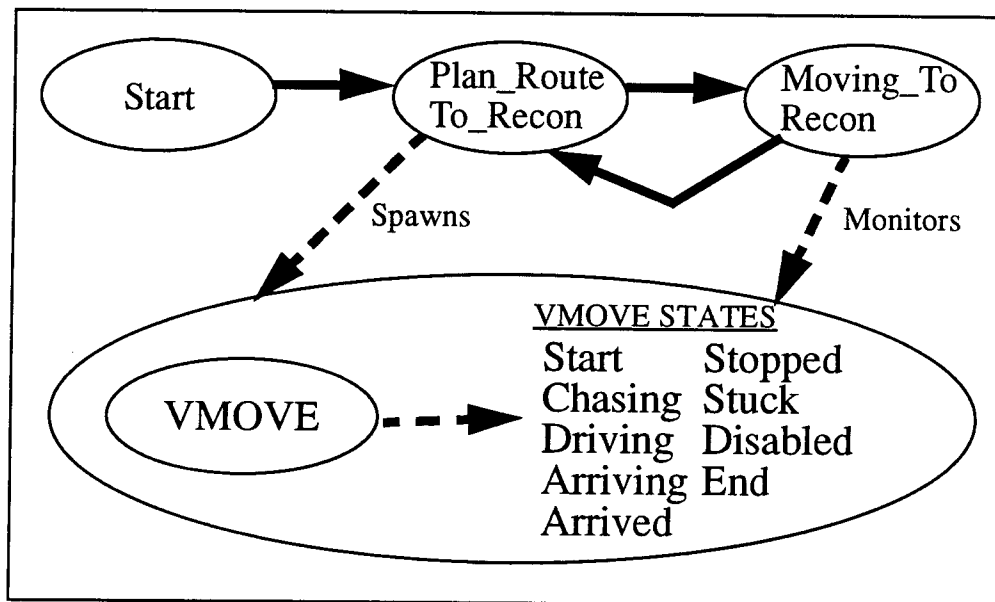 Start
Plan_Route
To_Recon
Moving_To
Recon
Spawns
Monitors
VMOVE
VMOVE STATES
Start Stopped
Chasing Stuck
Driving Disabled
Arriving End
Arrived